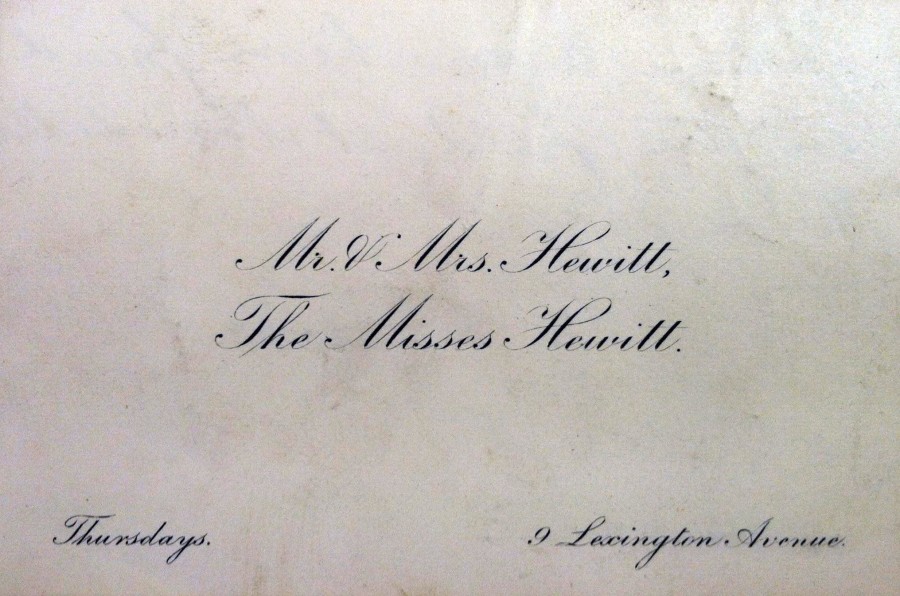 Mr. & Mrs. Hewitt,
The Misses Hewitt.
Thursdays.
9 Lexington Avenue.